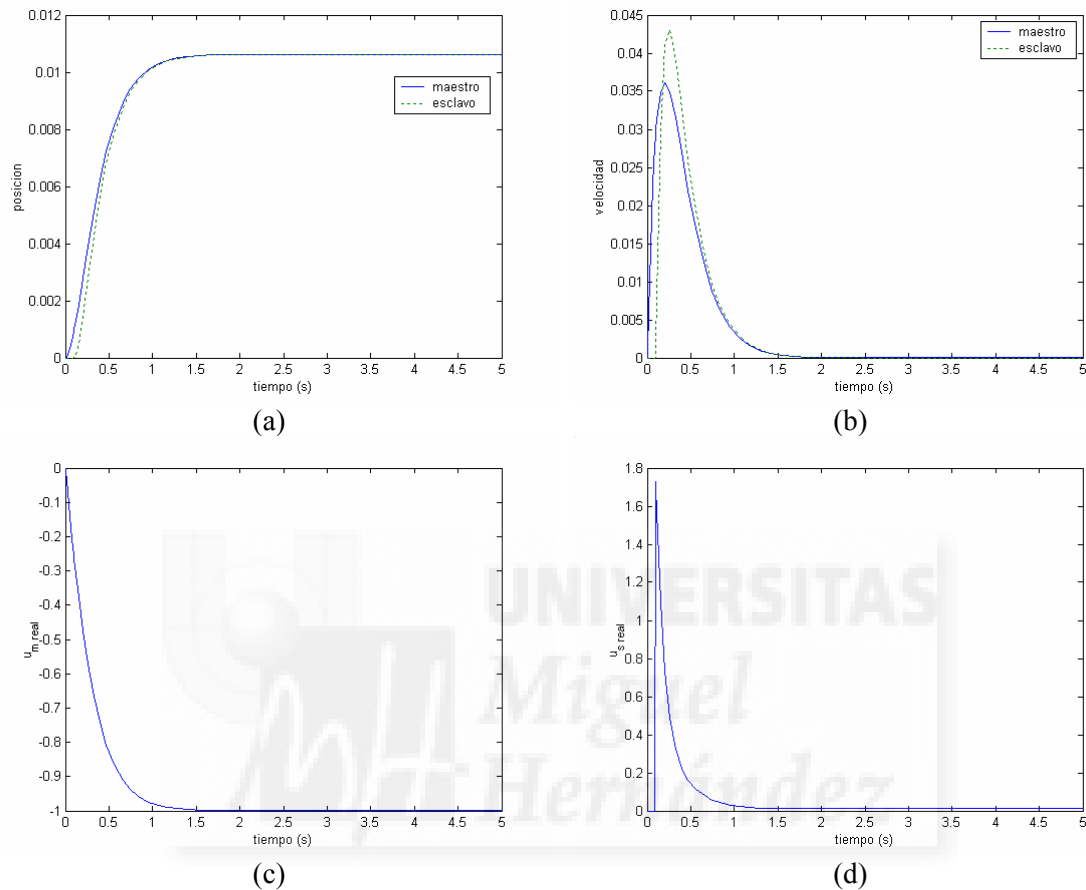 0.012
0.01
0.008
0.006
0.004
0.002
0
posicion
maestro
esclavo
0 0.5 1 1.5 2 2.5 3 3.5 4 4.5 5
tiempo (s)
(a)
0.045
0.04
0.035
0.03
0.025
0.02
0.015
0.01
0.005
0
velocidad
maestro
esclavo
0 0.5 1 1.5 2 2.5 3 3.5 4 4.5 5
tiempo (s)
(b)
0
-0.1
-0.2
-0.3
-0.4
-0.5
-0.6
-0.7
-0.8
-0.9
-1
u_m real
0 0.5 1 1.5 2 2.5 3 3.5 4 4.5 5
tiempo (s)
(c)
1.8
1.6
1.4
1.2
1
0.8
0.6
0.4
0.2
0
u_s real
0 0.5 1 1.5 2 2.5 3 3.5 4 4.5 5
tiempo (s)
(d)
UNIVERSITAS
Miguel
Hernández